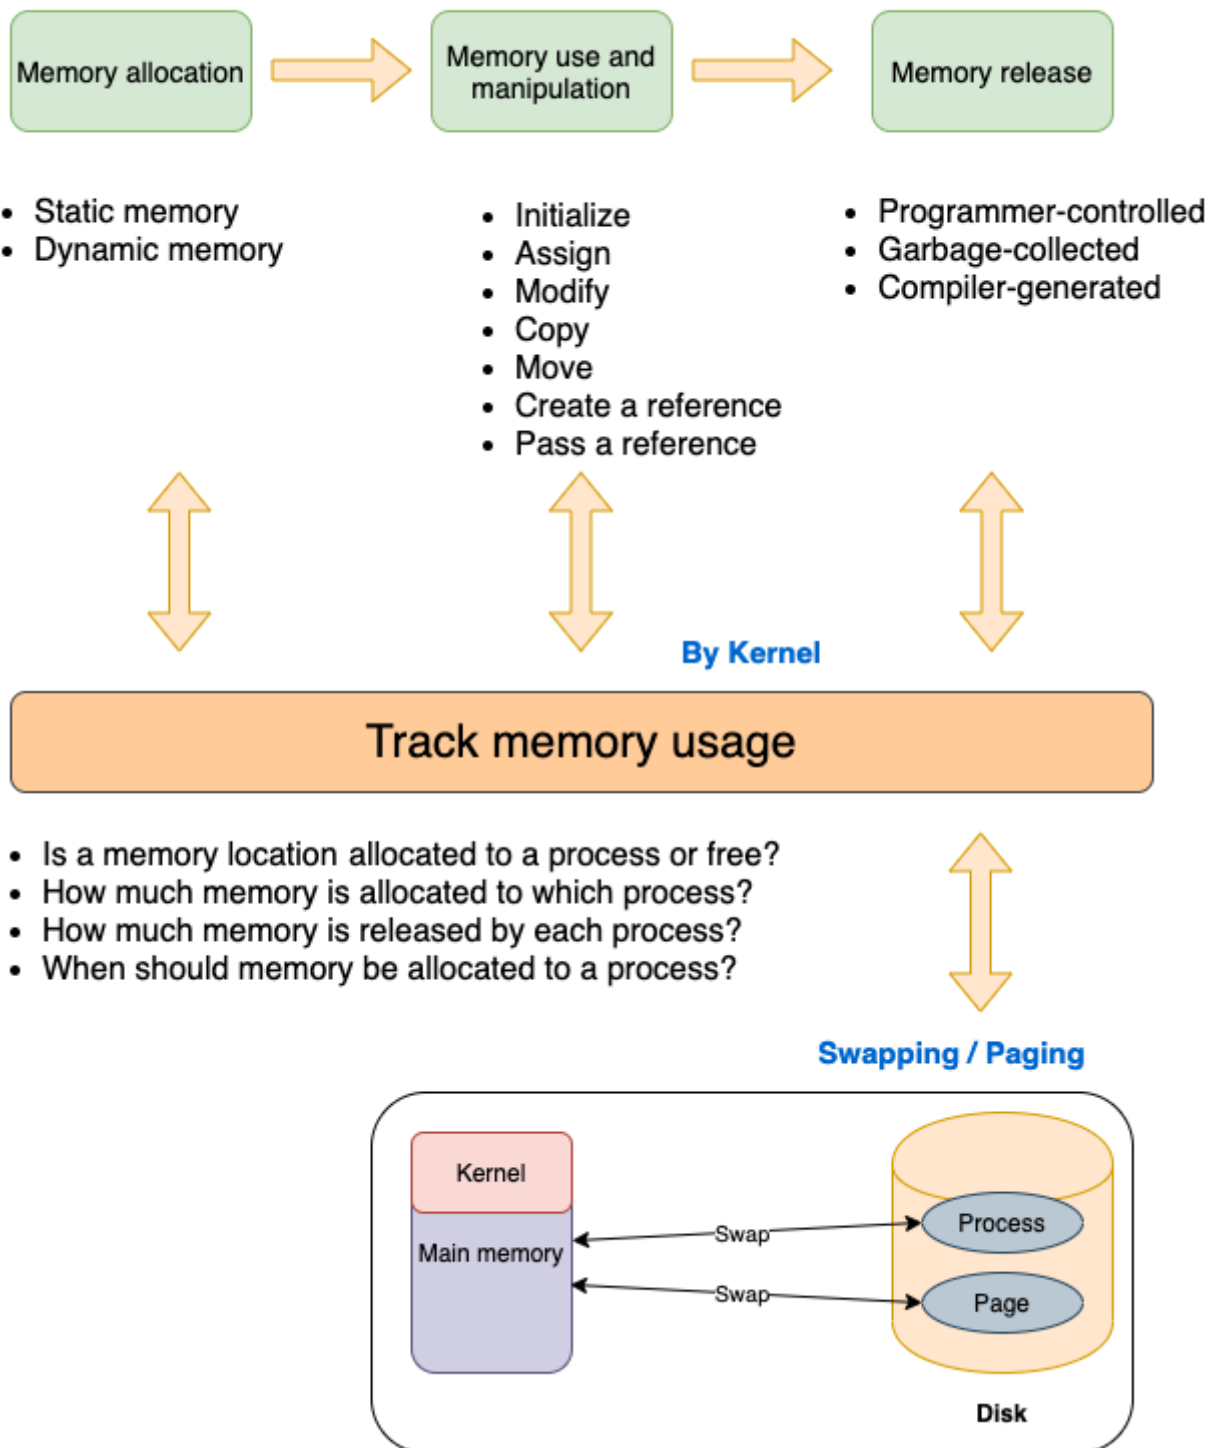 Memory allocation
Memory use and
manipulation
Memory release
• Static memory
• Dynamic memory
• Initialize
• Assign
• Modify
• Copy
• Move
• Create a reference
• Pass a reference
• Programmer-controlled
• Garbage-collected
• Compiler-generated
By Kernel
Track memory usage
• Is a memory location allocated to a process or free?
• How much memory is allocated to which process?
• How much memory is released by each process?
• When should memory be allocated to a process?
Swapping / Paging
Kernel
Main memory
Swap
Swap
Process
Page
Disk